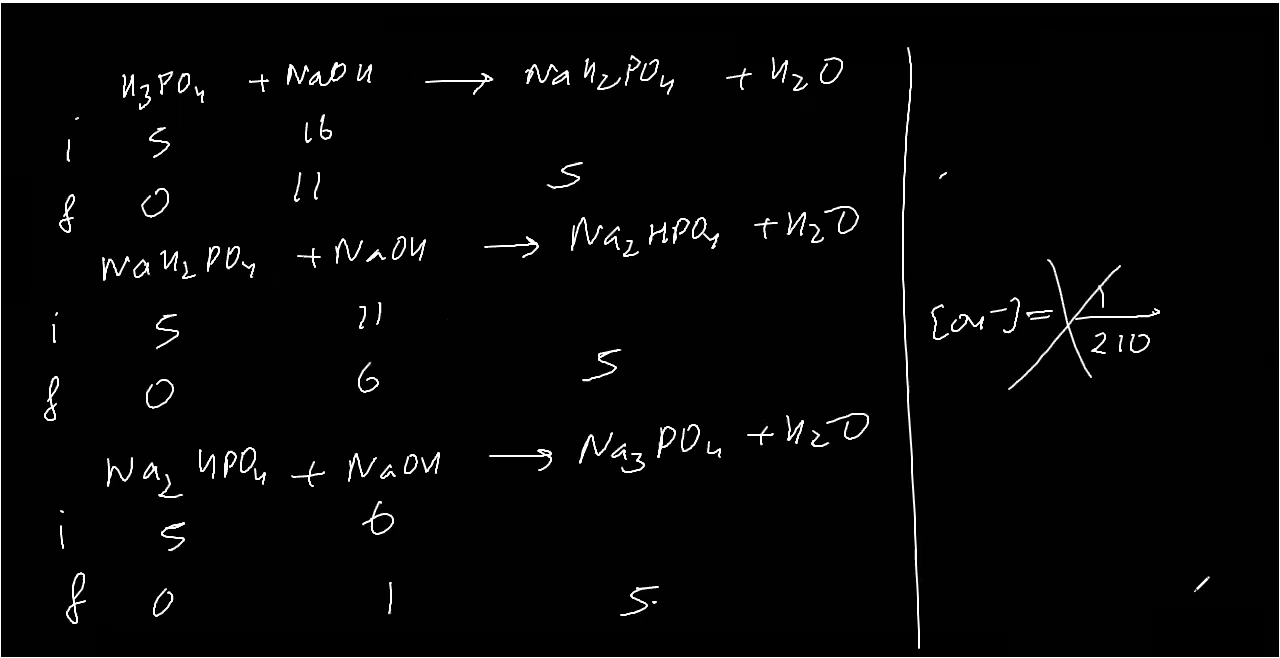 H3PO4 + NaOH → NaH2PO4 + H2O
i 5 16
f 0 11 5
NaH2PO4 + NaOH → Na2HPO4 + H2O
i 5 11
f 0 6 5
Na2HPO4 + NaOH → Na3PO4 + H2O
i 5 6
f 0 1 5
[OH-] = 1/210